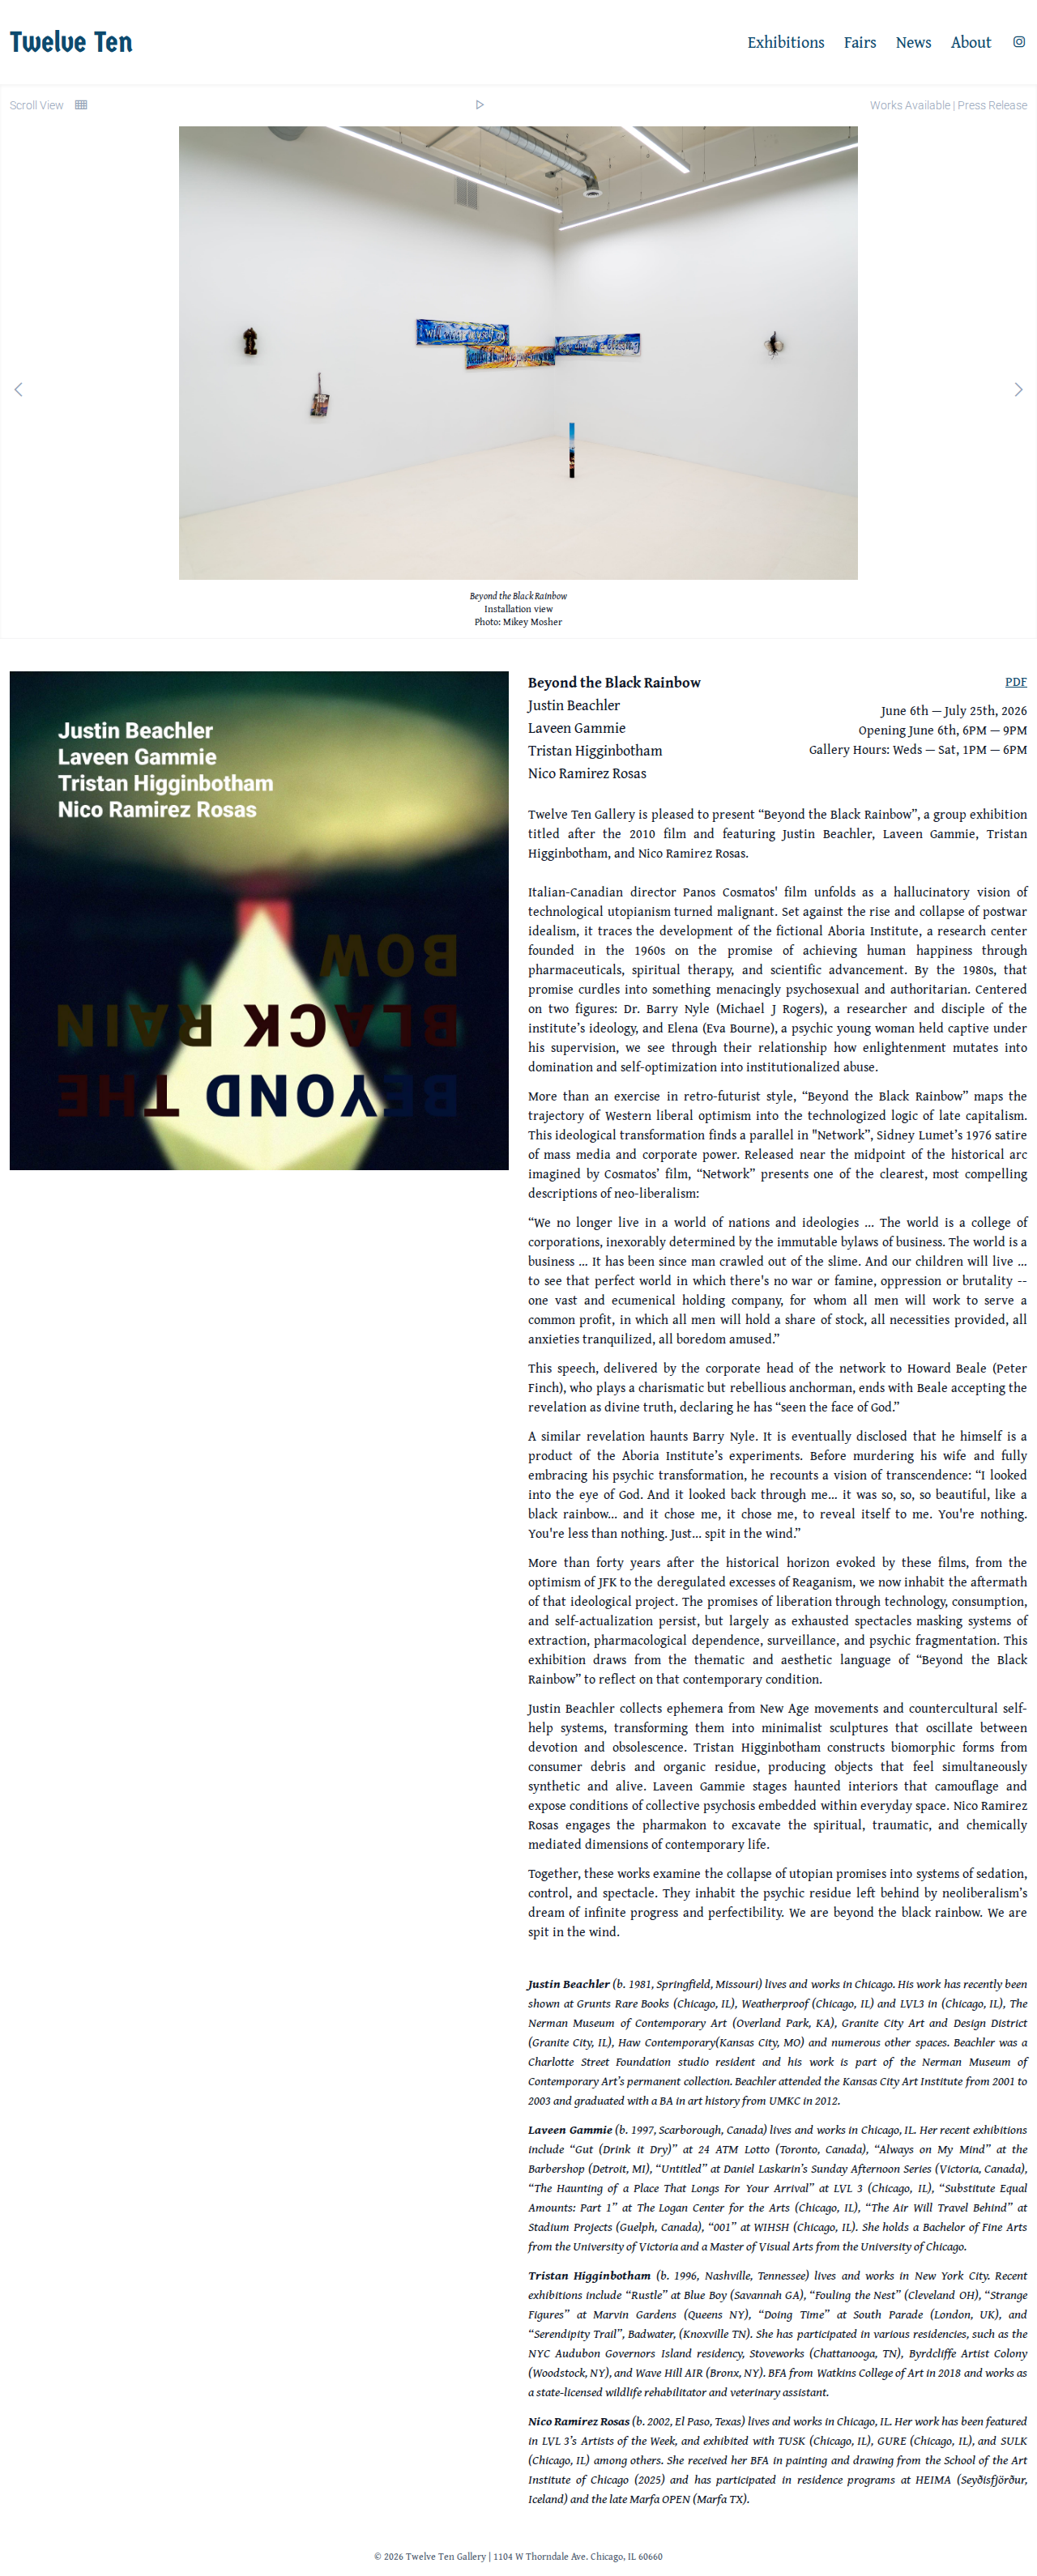 Twelve Ten
Exhibitions Fairs News About
Scroll View
Works Available | Press Release
Beyond the Black Rainbow
Installation view
Photo: Mikey Mosher
Justin Beachler
Laveen Gammie
Tristan Higginbotham
Nico Ramirez Rosas
BOW
BLACK RAIN
BEYOND THE
Beyond the Black Rainbow
Justin Beachler
Laveen Gammie
Tristan Higginbotham
Nico Ramirez Rosas
PDF
June 6th — July 25th, 2026
Opening June 6th, 6PM — 9PM
Gallery Hours: Weds — Sat, 1PM — 6PM
Twelve Ten Gallery is pleased to present “Beyond the Black Rainbow”, a group exhibition
titled after the 2010 film and featuring Justin Beachler, Laveen Gammie, Tristan
Higginbotham, and Nico Ramirez Rosas.
Italian-Canadian director Panos Cosmatos' film unfolds as a hallucinatory vision of
technological utopianism turned malignant. Set against the rise and collapse of postwar
idealism, it traces the development of the fictional Aboria Institute, a research center
founded in the 1960s on the promise of achieving human happiness through
pharmaceuticals, spiritual therapy, and scientific advancement. By the 1980s, that
promise curdles into something menacingly psychosexual and authoritarian. Centered
on two figures: Dr. Barry Nyle (Michael J Rogers), a researcher and disciple of the
institute’s ideology, and Elena (Eva Bourne), a psychic young woman held captive under
his supervision, we see through their relationship how enlightenment mutates into
domination and self-optimization into institutionalized abuse.
More than an exercise in retro-futurist style, “Beyond the Black Rainbow” maps the
trajectory of Western liberal optimism into the technologized logic of late capitalism.
This ideological transformation finds a parallel in "Network”, Sidney Lumet’s 1976 satire
of mass media and corporate power. Released near the midpoint of the historical arc
imagined by Cosmatos’ film, “Network” presents one of the clearest, most compelling
descriptions of neo-liberalism:
“We no longer live in a world of nations and ideologies ... The world is a college of
corporations, inexorably determined by the immutable bylaws of business. The world is a
business ... It has been since man crawled out of the slime. And our children will live ...
to see that perfect world in which there's no war or famine, oppression or brutality --
one vast and ecumenical holding company, for whom all men will work to serve a
common profit, in which all men will hold a share of stock, all necessities provided, all
anxieties tranquilized, all boredom amused.”
This speech, delivered by the corporate head of the network to Howard Beale (Peter
Finch), who plays a charismatic but rebellious anchorman, ends with Beale accepting the
revelation as divine truth, declaring he has “seen the face of God.”
A similar revelation haunts Barry Nyle. It is eventually disclosed that he himself is a
product of the Aboria Institute’s experiments. Before murdering his wife and fully
embracing his psychic transformation, he recounts a vision of transcendence: “I looked
into the eye of God. And it looked back through me... it was so, so, so beautiful, like a
black rainbow... and it chose me, it chose me, to reveal itself to me. You're nothing.
You're less than nothing. Just... spit in the wind.”
More than forty years after the historical horizon evoked by these films, from the
optimism of JFK to the deregulated excesses of Reaganism, we now inhabit the aftermath
of that ideological project. The promises of liberation through technology, consumption,
and self-actualization persist, but largely as exhausted spectacles masking systems of
extraction, pharmacological dependence, surveillance, and psychic fragmentation. This
exhibition draws from the thematic and aesthetic language of “Beyond the Black
Rainbow” to reflect on that contemporary condition.
Justin Beachler collects ephemera from New Age movements and countercultural self-
help systems, transforming them into minimalist sculptures that oscillate between
devotion and obsolescence. Tristan Higginbotham constructs biomorphic forms from
consumer debris and organic residue, producing objects that feel simultaneously
synthetic and alive. Laveen Gammie stages haunted interiors that camouflage and
expose conditions of collective psychosis embedded within everyday space. Nico Ramirez
Rosas engages the pharmakon to excavate the spiritual, traumatic, and chemically
mediated dimensions of contemporary life.
Together, these works examine the collapse of utopian promises into systems of sedation,
control, and spectacle. They inhabit the psychic residue left behind by neoliberalism’s
dream of infinite progress and perfectibility. We are beyond the black rainbow. We are
spit in the wind.
Justin Beachler (b. 1981, Springfield, Missouri) lives and works in Chicago. His work has recently been
shown at Grunts Rare Books (Chicago, IL), Weatherproof (Chicago, IL) and LVL3 in (Chicago, IL), The
Nerman Museum of Contemporary Art (Overland Park, KA), Granite City Art and Design District
(Granite City, IL), Haw Contemporary(Kansas City, MO) and numerous other spaces. Beachler was a
Charlotte Street Foundation studio resident and his work is part of the Nerman Museum of
Contemporary Art’s permanent collection. Beachler attended the Kansas City Art Institute from 2001 to
2003 and graduated with a BA in art history from UMKC in 2012.
Laveen Gammie (b. 1997, Scarborough, Canada) lives and works in Chicago, IL. Her recent exhibitions
include “Gut (Drink it Dry)” at 24 ATM Lotto (Toronto, Canada), “Always on My Mind” at the
Barbershop (Detroit, MI), “Untitled” at Daniel Laskarin’s Sunday Afternoon Series (Victoria, Canada),
“The Haunting of a Place That Longs For Your Arrival” at LVL 3 (Chicago, IL), “Substitute Equal
Amounts: Part 1” at The Logan Center for the Arts (Chicago, IL), “The Air Will Travel Behind” at
Stadium Projects (Guelph, Canada), “001” at WIHSH (Chicago, IL). She holds a Bachelor of Fine Arts
from the University of Victoria and a Master of Visual Arts from the University of Chicago.
Tristan Higginbotham (b. 1996, Nashville, Tennessee) lives and works in New York City. Recent
exhibitions include “Rustle” at Blue Boy (Savannah GA), “Fouling the Nest” (Cleveland OH), “Strange
Figures” at Marvin Gardens (Queens NY), “Doing Time” at South Parade (London, UK), and
“Serendipity Trail”, Badwater, (Knoxville TN). She has participated in various residencies, such as the
NYC Audubon Governors Island residency, Stoveworks (Chattanooga, TN), Byrdcliffe Artist Colony
(Woodstock, NY), and Wave Hill AIR (Bronx, NY). BFA from Watkins College of Art in 2018 and works as
a state-licensed wildlife rehabilitator and veterinary assistant.
Nico Ramirez Rosas (b. 2002, El Paso, Texas) lives and works in Chicago, IL. Her work has been featured
in LVL 3’s Artists of the Week, and exhibited with TUSK (Chicago, IL), GURE (Chicago, IL), and SULK
(Chicago, IL) among others. She received her BFA in painting and drawing from the School of the Art
Institute of Chicago (2025) and has participated in residence programs at HEIMA (Seyðisfjörður,
Iceland) and the late Marfa OPEN (Marfa TX).
© 2026 Twelve Ten Gallery | 1104 W Thorndale Ave. Chicago, IL 60660